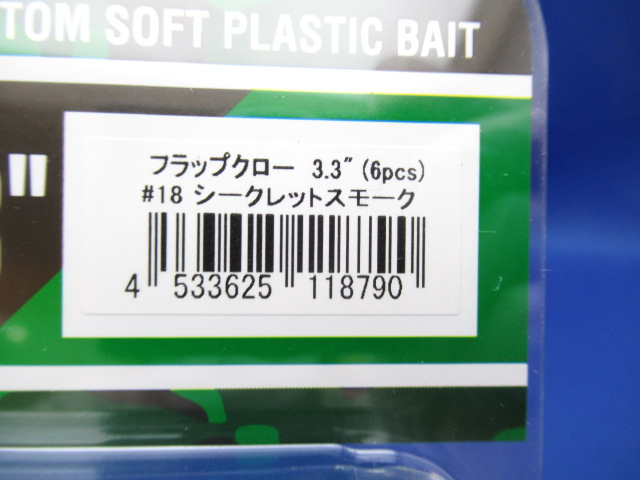 TOM SOFT PLASTIC BAIT
"
フラップクロー 3.3" (6pcs)
#18 シークレットスモーク
4 533625 118790